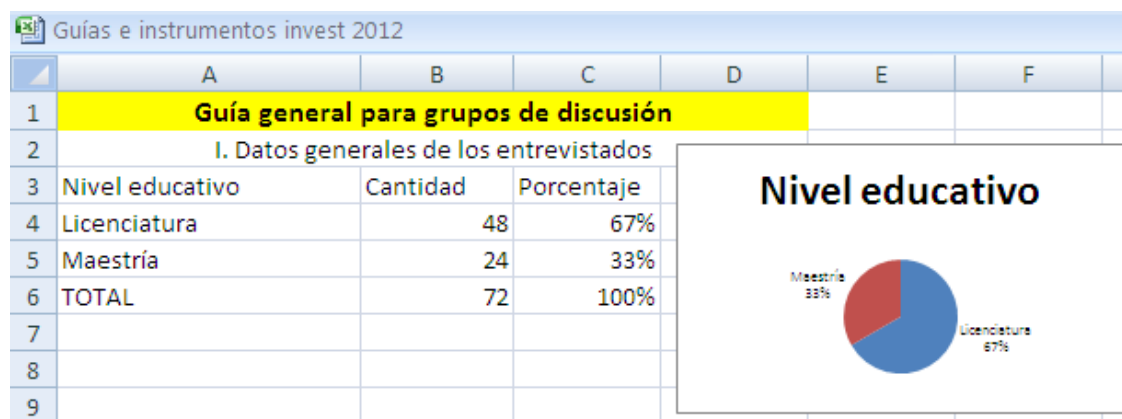 Guías e instrumentos invest 2012
A B C D E F
1 Guía general para grupos de discusión
2 I. Datos generales de los entrevistados
3 Nivel educativo Cantidad Porcentaje
4 Licenciatura 48 67%
5 Maestría 24 33%
6 TOTAL 72 100%
7
8
9
Nivel educativo
Maestría
33%
Licenciatura
67%